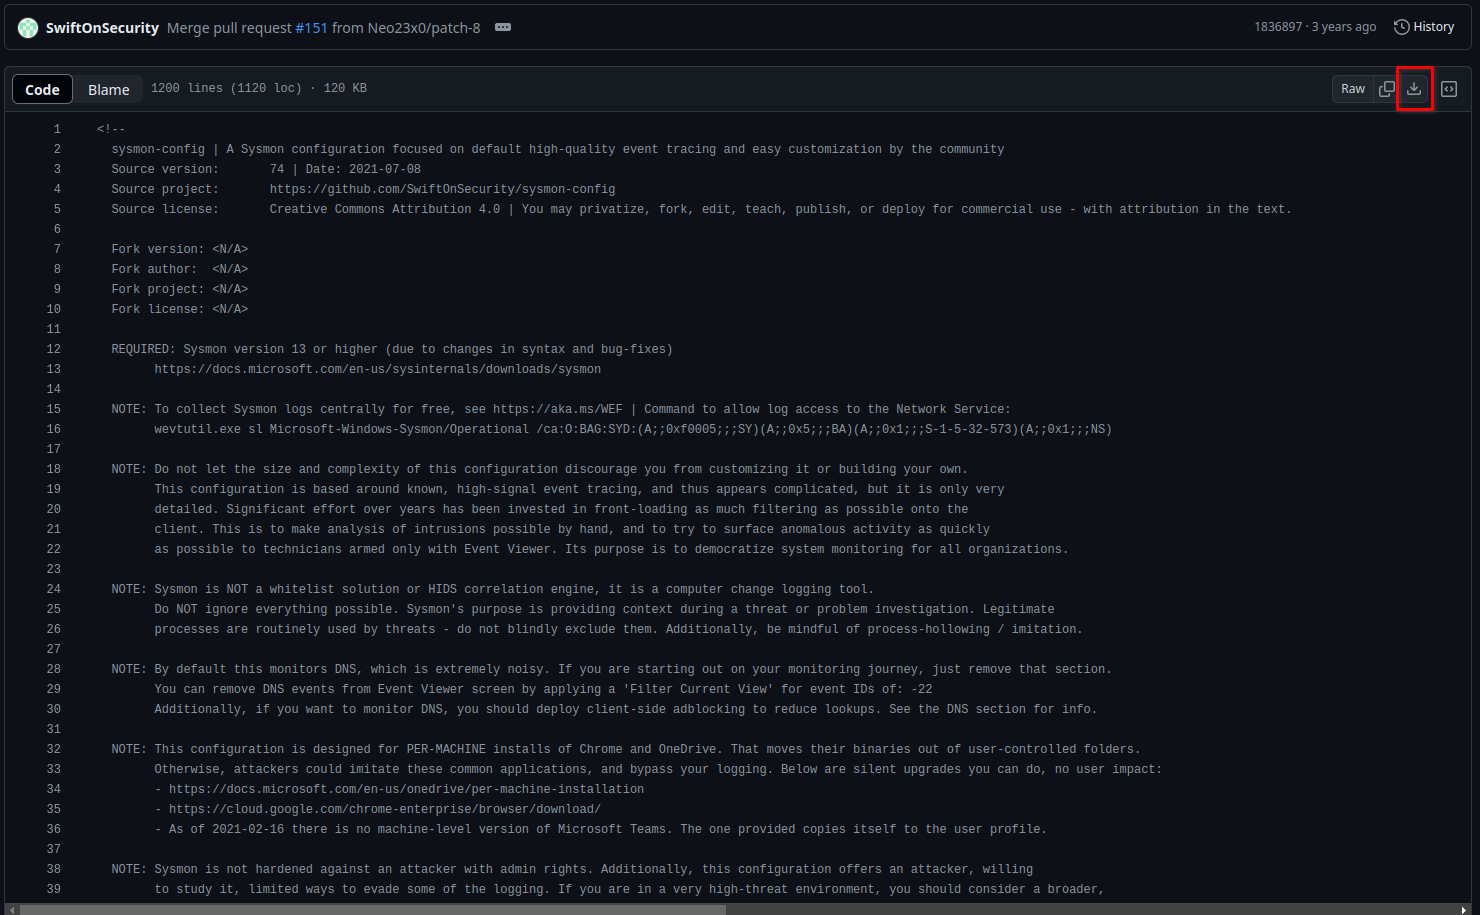 SwiftOnSecurity Merge pull request #151 from Neo23x0/patch-8 1836897 · 3 years ago History
Code Blame 1200 lines (1120 loc) · 120 KB Raw
1 <!--
2 sysmon-config | A Sysmon configuration focused on default high-quality event tracing and easy customization by the community
3 Source version: 74 | Date: 2021-07-08
4 Source project: https://github.com/SwiftOnSecurity/sysmon-config
5 Source license: Creative Commons Attribution 4.0 | You may privatize, fork, edit, teach, publish, or deploy for commercial use - with attribution in the text.
6
7 Fork version: <N/A>
8 Fork author: <N/A>
9 Fork project: <N/A>
10 Fork license: <N/A>
11
12 REQUIRED: Sysmon version 13 or higher (due to changes in syntax and bug-fixes)
13 https://docs.microsoft.com/en-us/sysinternals/downloads/sysmon
14
15 NOTE: To collect Sysmon logs centrally for free, see https://aka.ms/WEF | Command to allow log access to the Network Service:
16 wevtutil.exe sl Microsoft-Windows-Sysmon/Operational /ca:O:BAG:SYD:(A;;0xf0005;;;SY)(A;;0x5;;;BA)(A;;0x1;;;S-1-5-32-573)(A;;0x1;;;NS)
17
18 NOTE: Do not let the size and complexity of this configuration discourage you from customizing it or building your own.
19 This configuration is based around known, high-signal event tracing, and thus appears complicated, but it is only very
20 detailed. Significant effort over years has been invested in front-loading as much filtering as possible onto the
21 client. This is to make analysis of intrusions possible by hand, and to try to surface anomalous activity as quickly
22 as possible to technicians armed only with Event Viewer. Its purpose is to democratize system monitoring for all organizations.
23
24 NOTE: Sysmon is NOT a whitelist solution or HIDS correlation engine, it is a computer change logging tool.
25 Do NOT ignore everything possible. Sysmon's purpose is providing context during a threat or problem investigation. Legitimate
26 processes are routinely used by threats - do not blindly exclude them. Additionally, be mindful of process-hollowing / imitation.
27
28 NOTE: By default this monitors DNS, which is extremely noisy. If you are starting out on your monitoring journey, just remove that section.
29 You can remove DNS events from Event Viewer screen by applying a 'Filter Current View' for event IDs of: -22
30 Additionally, if you want to monitor DNS, you should deploy client-side adblocking to reduce lookups. See the DNS section for info.
31
32 NOTE: This configuration is designed for PER-MACHINE installs of Chrome and OneDrive. That moves their binaries out of user-controlled folders.
33 Otherwise, attackers could imitate these common applications, and bypass your logging. Below are silent upgrades you can do, no user impact:
34 - https://docs.microsoft.com/en-us/onedrive/per-machine-installation
35 - https://cloud.google.com/chrome-enterprise/browser/download/
36 - As of 2021-02-16 there is no machine-level version of Microsoft Teams. The one provided copies itself to the user profile.
37
38 NOTE: Sysmon is not hardened against an attacker with admin rights. Additionally, this configuration offers an attacker, willing
39 to study it, limited ways to evade some of the logging. If you are in a very high-threat environment, you should consider a broader,